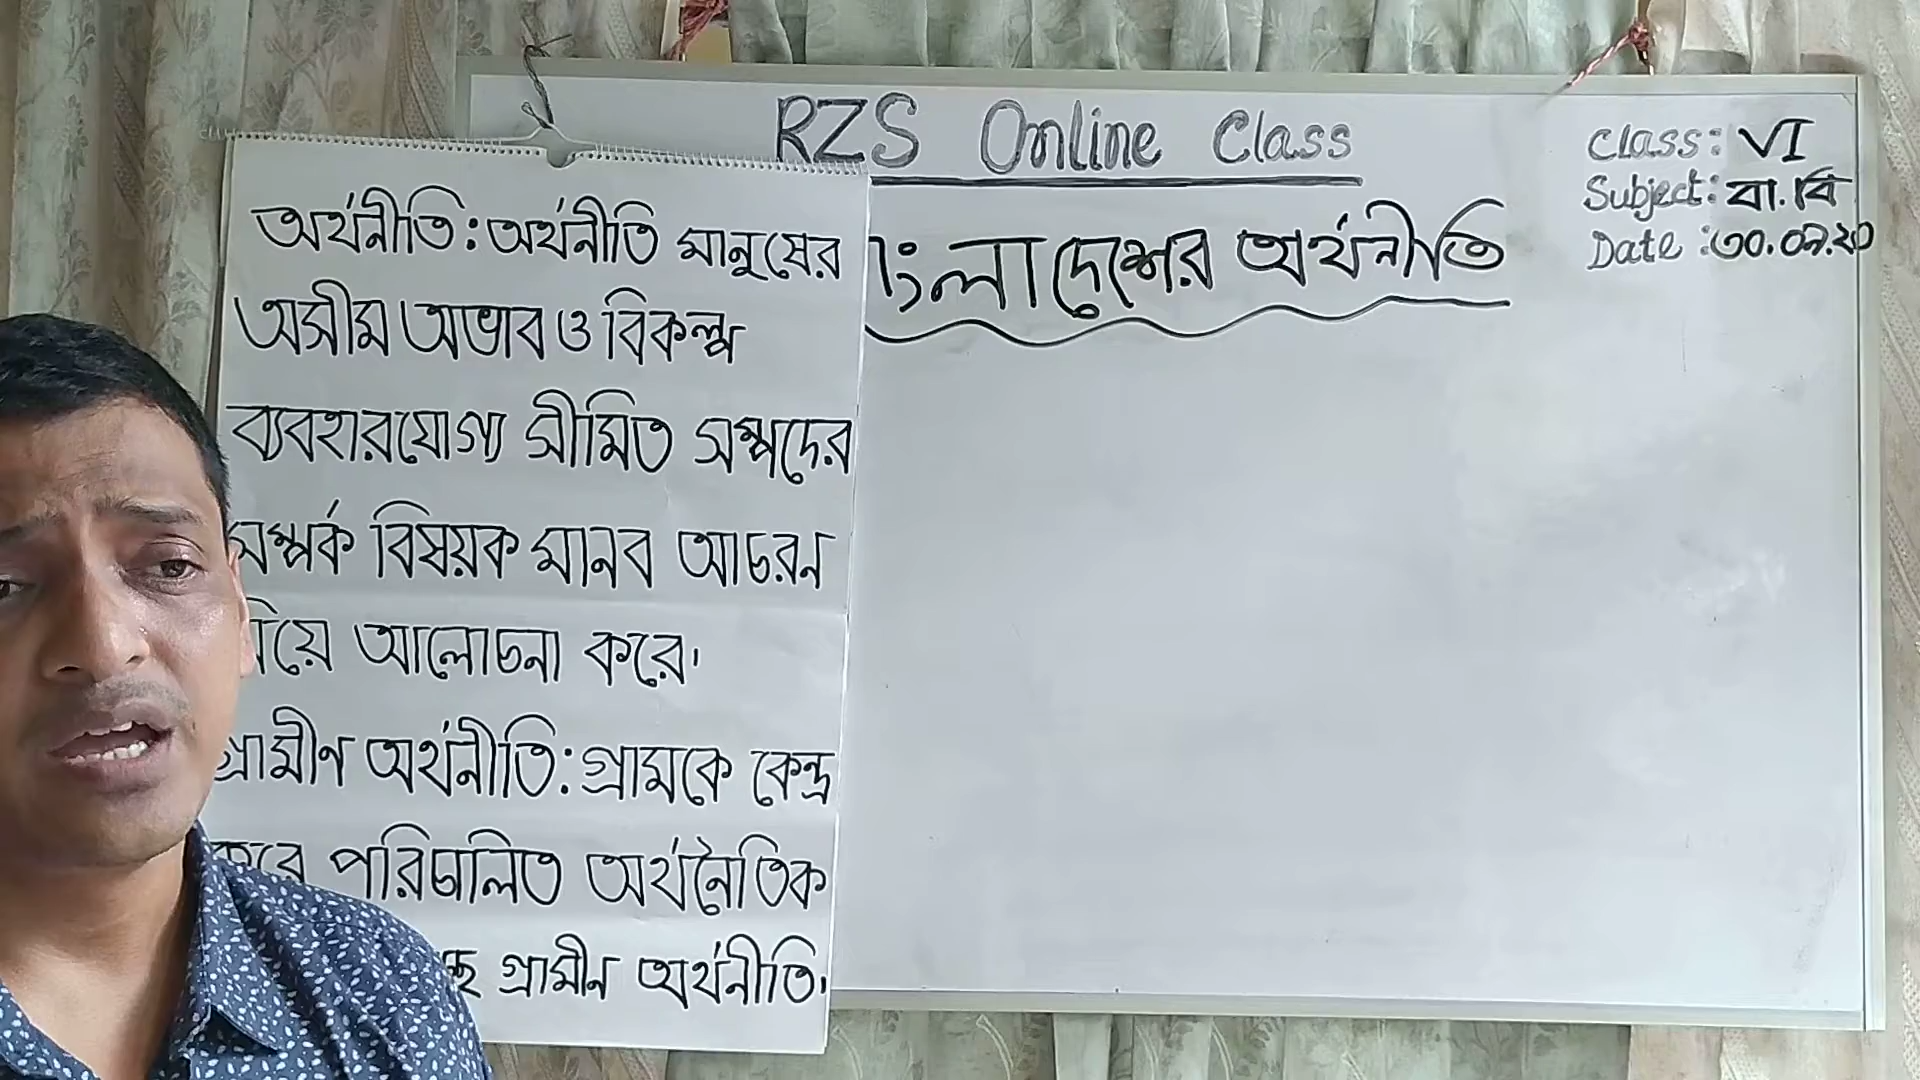 RZS Online Class
Class: VI
Subject: বা.বি
Date: ৩০.০৯.২০
বাংলাদেশের অর্থনীতি
অর্থনীতি: অর্থনীতি মানুষের
অসীম অভাব ও বিকল্প
ব্যবহারযোগ্য সীমিত সম্পদের
সম্পর্ক বিষয়ক মানব আচরন
নিয়ে আলোচনা করে।
গ্রামীণ অর্থনীতি: গ্রামকে কেন্দ্র
করে পরিচালিত অর্থনৈতিক
গ্রামীন অর্থনীতি।